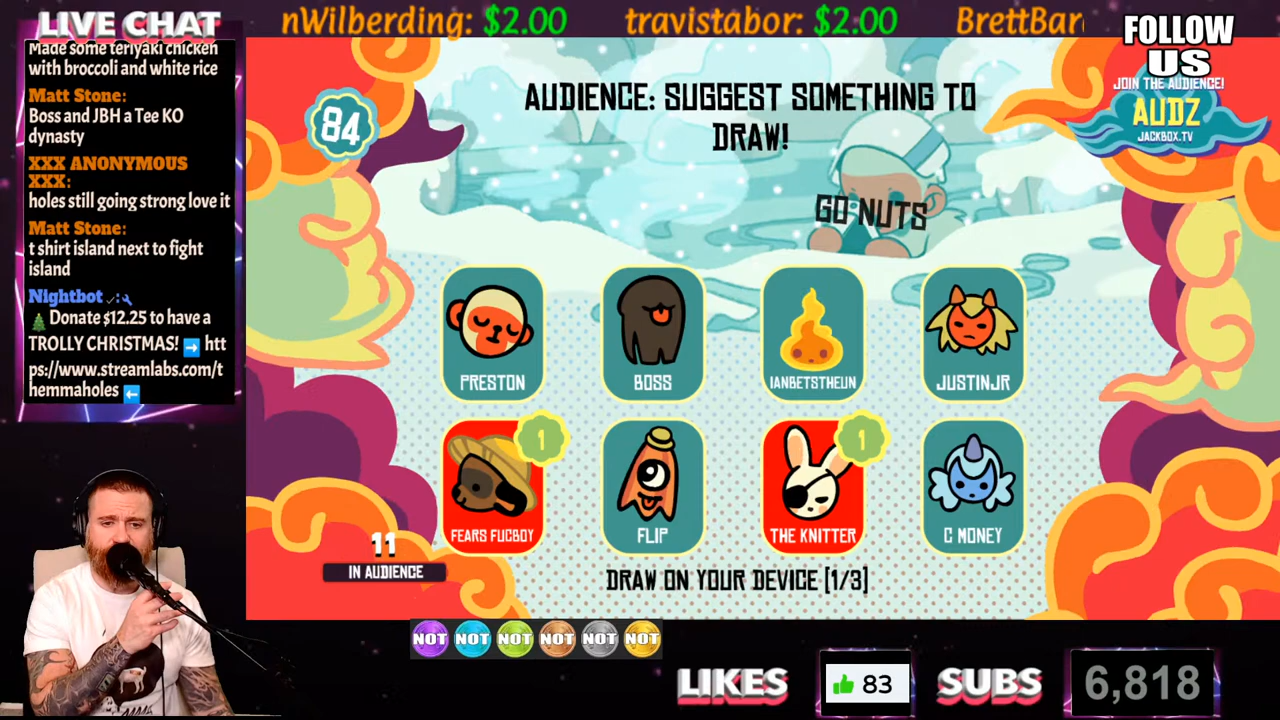 LIVE CHAT
Made some teriyaki chicken
with broccoli and white rice
Matt Stone:
Boss and JBH a Tee KO
dynasty
XXX ANONYMOUS
XXX:
holes still going strong love it
Matt Stone:
t shirt island next to fight
island
Nightbot :
Donate $12.25 to have a
TROLLY CHRISTMAS! htt
ps://www.streamlabs.com/t
hemmaholes
nWilberding: $2.00 travistabor: $2.00 BrettBar
FOLLOW
US
JOIN THE AUDIENCE!
AUDZ
JACKBOX.TV
84
AUDIENCE: SUGGEST SOMETHING TO
DRAW!
GO NUTS
PRESTON
BOSS
IANBETSTHEUN
JUSTINJR
1
1
FEARS FUCBOY
FLIP
THE KNITTER
C MONEY
11
IN AUDIENCE
DRAW ON YOUR DEVICE [1/3]
NOT NOT NOT NOT NOT NOT
LIKES 83 SUBS 6,818